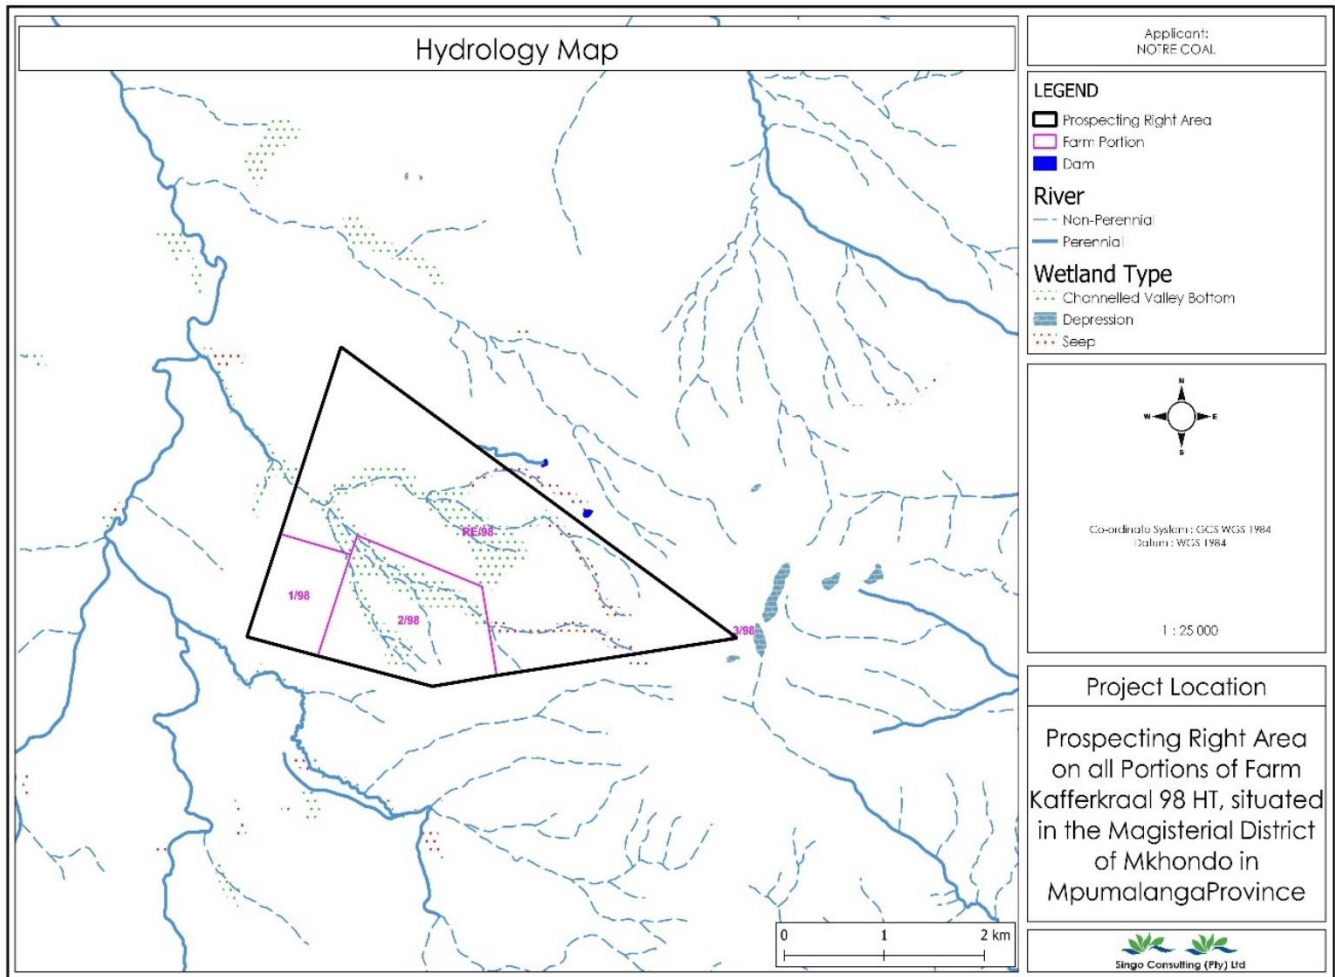 Hydrology Map
Applicant:
NOTRE COAL
LEGEND
Prospecting Right Area
Farm Portion
Dam
River
Non-Perennial
Perennial
Wetland Type
Channelled Valley Bottom
Depression
Seep
N
W E
S
Co-ordinate System : GCS WGS 1984
Datum : WGS 1984
1 : 25 000
RE/98
1/98
2/98
3/98
0 1 2 km
Project Location
Prospecting Right Area
on all Portions of Farm
Kafferkraal 98 HT, situated
in the Magisterial District
of Mkhondo in
MpumalangaProvince
Singo Consulting (Pty) Ltd